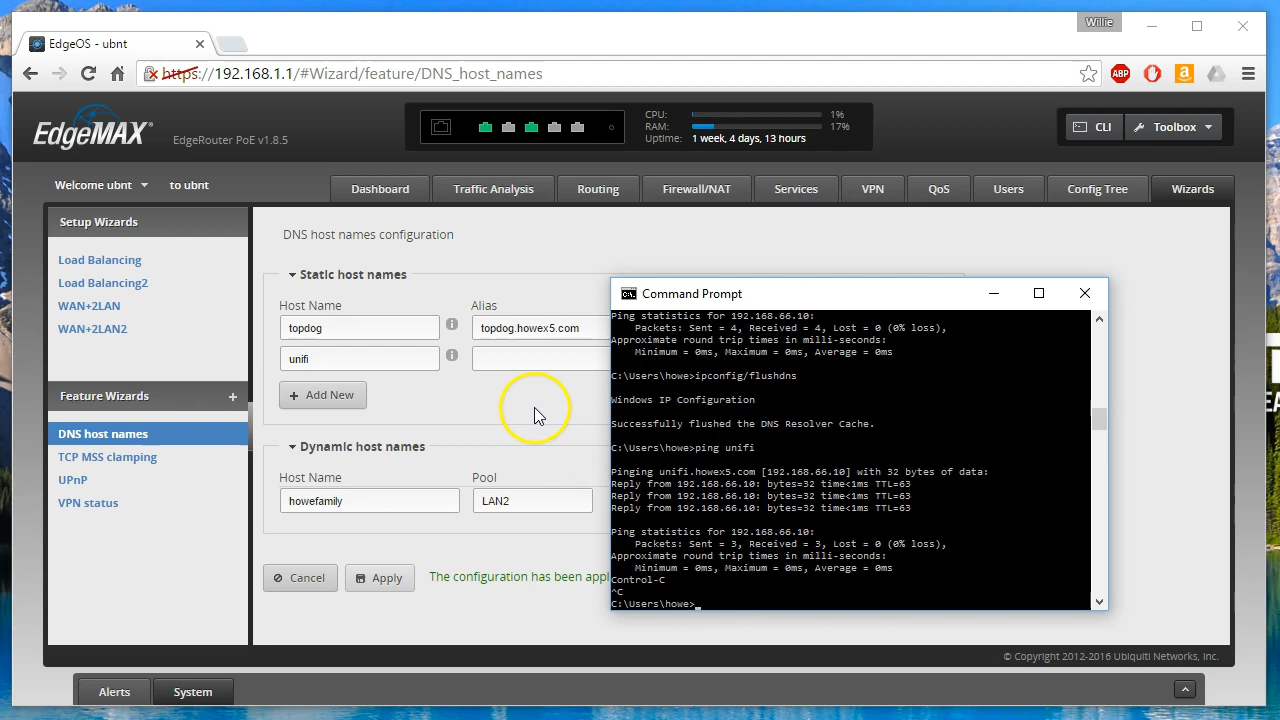 Willie
EdgeOS - ubnt
https://192.168.1.1/#Wizard/feature/DNS_host_names
ABP
EdgeMAX
EdgeRouter PoE v1.8.5
CPU: 1%
RAM: 17%
Uptime: 1 week, 4 days, 13 hours
CLI
Toolbox
Welcome ubnt
to ubnt
Dashboard
Traffic Analysis
Routing
Firewall/NAT
Services
VPN
QoS
Users
Config Tree
Wizards
Setup Wizards
Load Balancing
Load Balancing2
WAN+2LAN
WAN+2LAN2
Feature Wizards +
DNS host names
TCP MSS clamping
UPnP
VPN status
DNS host names configuration
Static host names
Host Name Alias
topdog topdog.howex5.com
unifi
+ Add New
Dynamic host names
Host Name Pool
howefamily LAN2
Cancel
Apply
The configuration has been appl
Command Prompt
Ping statistics for 192.168.66.10:
Packets: Sent = 4, Received = 4, Lost = 0 (0% loss),
Approximate round trip times in milli-seconds:
Minimum = 0ms, Maximum = 0ms, Average = 0ms
C:\Users\howe>ipconfig/flushdns
Windows IP Configuration
Successfully flushed the DNS Resolver Cache.
C:\Users\howe>ping unifi
Pinging unifi.howex5.com [192.168.66.10] with 32 bytes of data:
Reply from 192.168.66.10: bytes=32 time<1ms TTL=63
Reply from 192.168.66.10: bytes=32 time<1ms TTL=63
Reply from 192.168.66.10: bytes=32 time<1ms TTL=63
Ping statistics for 192.168.66.10:
Packets: Sent = 3, Received = 3, Lost = 0 (0% loss),
Approximate round trip times in milli-seconds:
Minimum = 0ms, Maximum = 0ms, Average = 0ms
Control-C
^C
C:\Users\howe>
© Copyright 2012-2016 Ubiquiti Networks, Inc.
Alerts
System